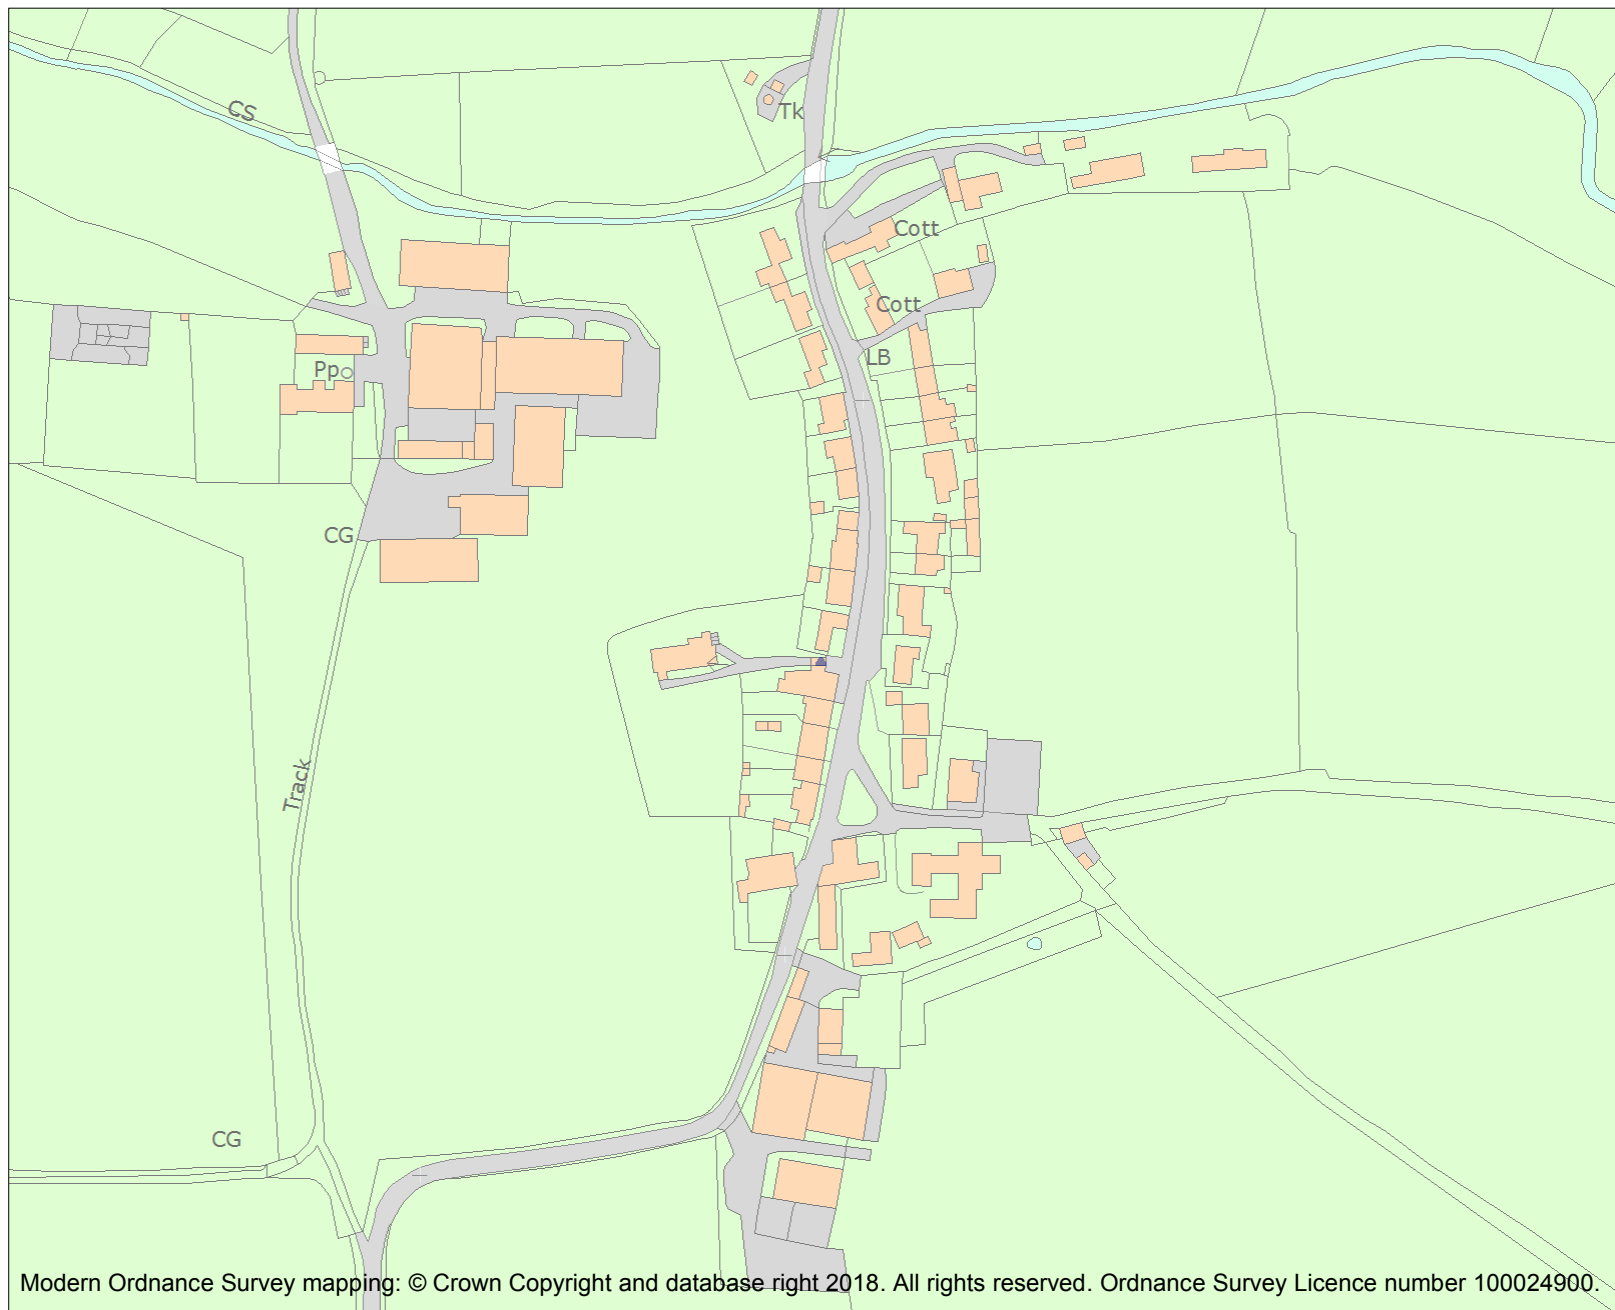 CS
Tk
Cott
Cott
LB
Pp
CG
Track
CG
Modern Ordnance Survey mapping: © Crown Copyright and database right 2018. All rights reserved. Ordnance Survey Licence number 100024900.